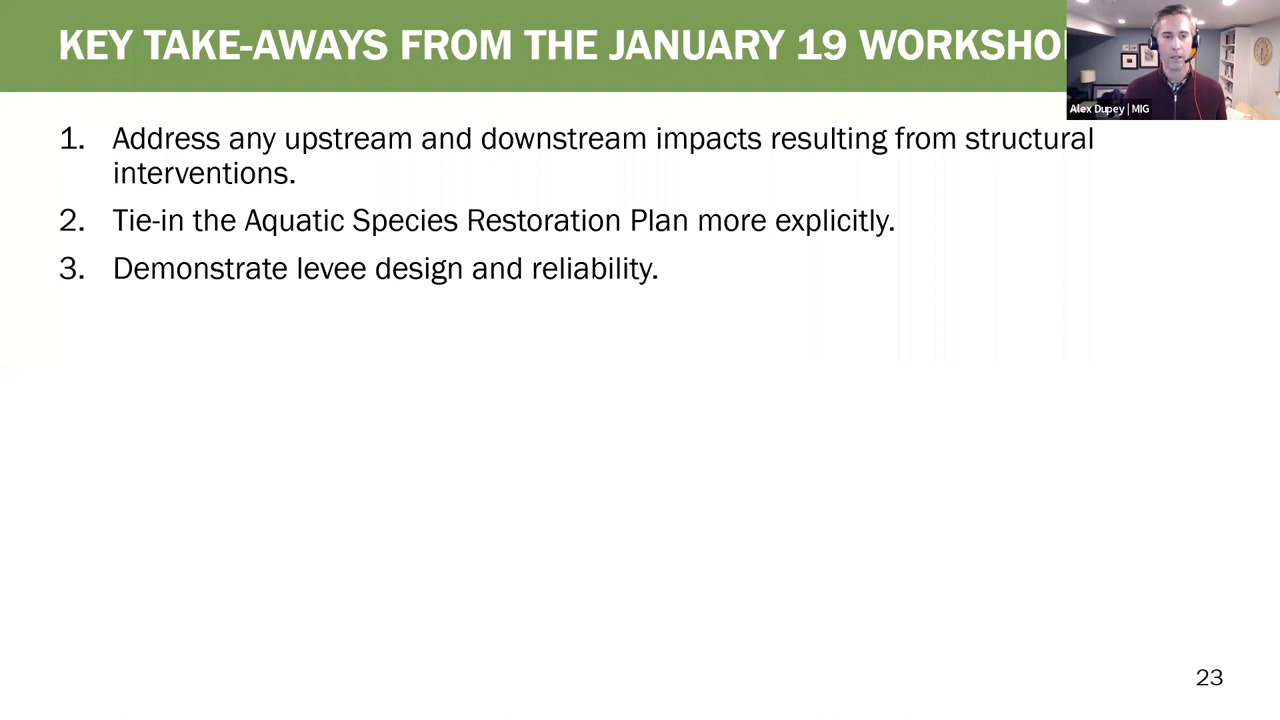 KEY TAKE-AWAYS FROM THE JANUARY 19
Alex Dupey | MIG
1. Address any upstream and downstream impacts resulting from structural
interventions.
2. Tie-in the Aquatic Species Restoration Plan more explicitly.
3. Demonstrate levee design and reliability.
23